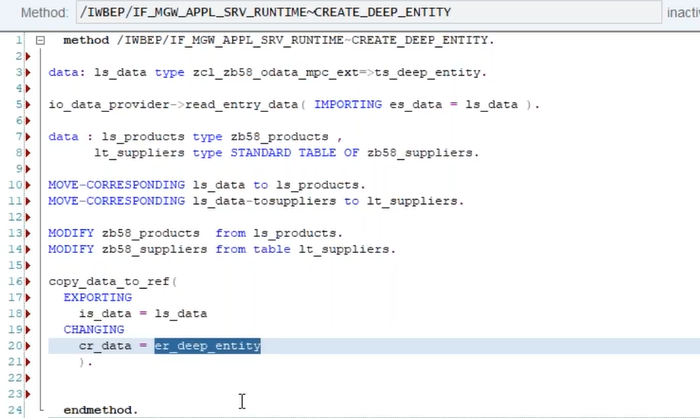 Method: /IWBEP/IF_MGW_APPL_SRV_RUNTIME~CREATE_DEEP_ENTITY inactiv
1 method /IWBEP/IF_MGW_APPL_SRV_RUNTIME~CREATE_DEEP_ENTITY.
2
3 data: ls_data type zcl_zb58_odata_mpc_ext=>ts_deep_entity.
4
5 io_data_provider->read_entry_data( IMPORTING es_data = ls_data ).
6
7 data : ls_products type zb58_products ,
8 lt_suppliers type STANDARD TABLE OF zb58_suppliers.
9
10 MOVE-CORRESPONDING ls_data to ls_products.
11 MOVE-CORRESPONDING ls_data-tosuppliers to lt_suppliers.
12
13 MODIFY zb58_products from ls_products.
14 MODIFY zb58_suppliers from table lt_suppliers.
15
16 copy_data_to_ref(
17 EXPORTING
18 is_data = ls_data
19 CHANGING
20 cr_data = er_deep_entity
21 ).
22
23
24 endmethod.